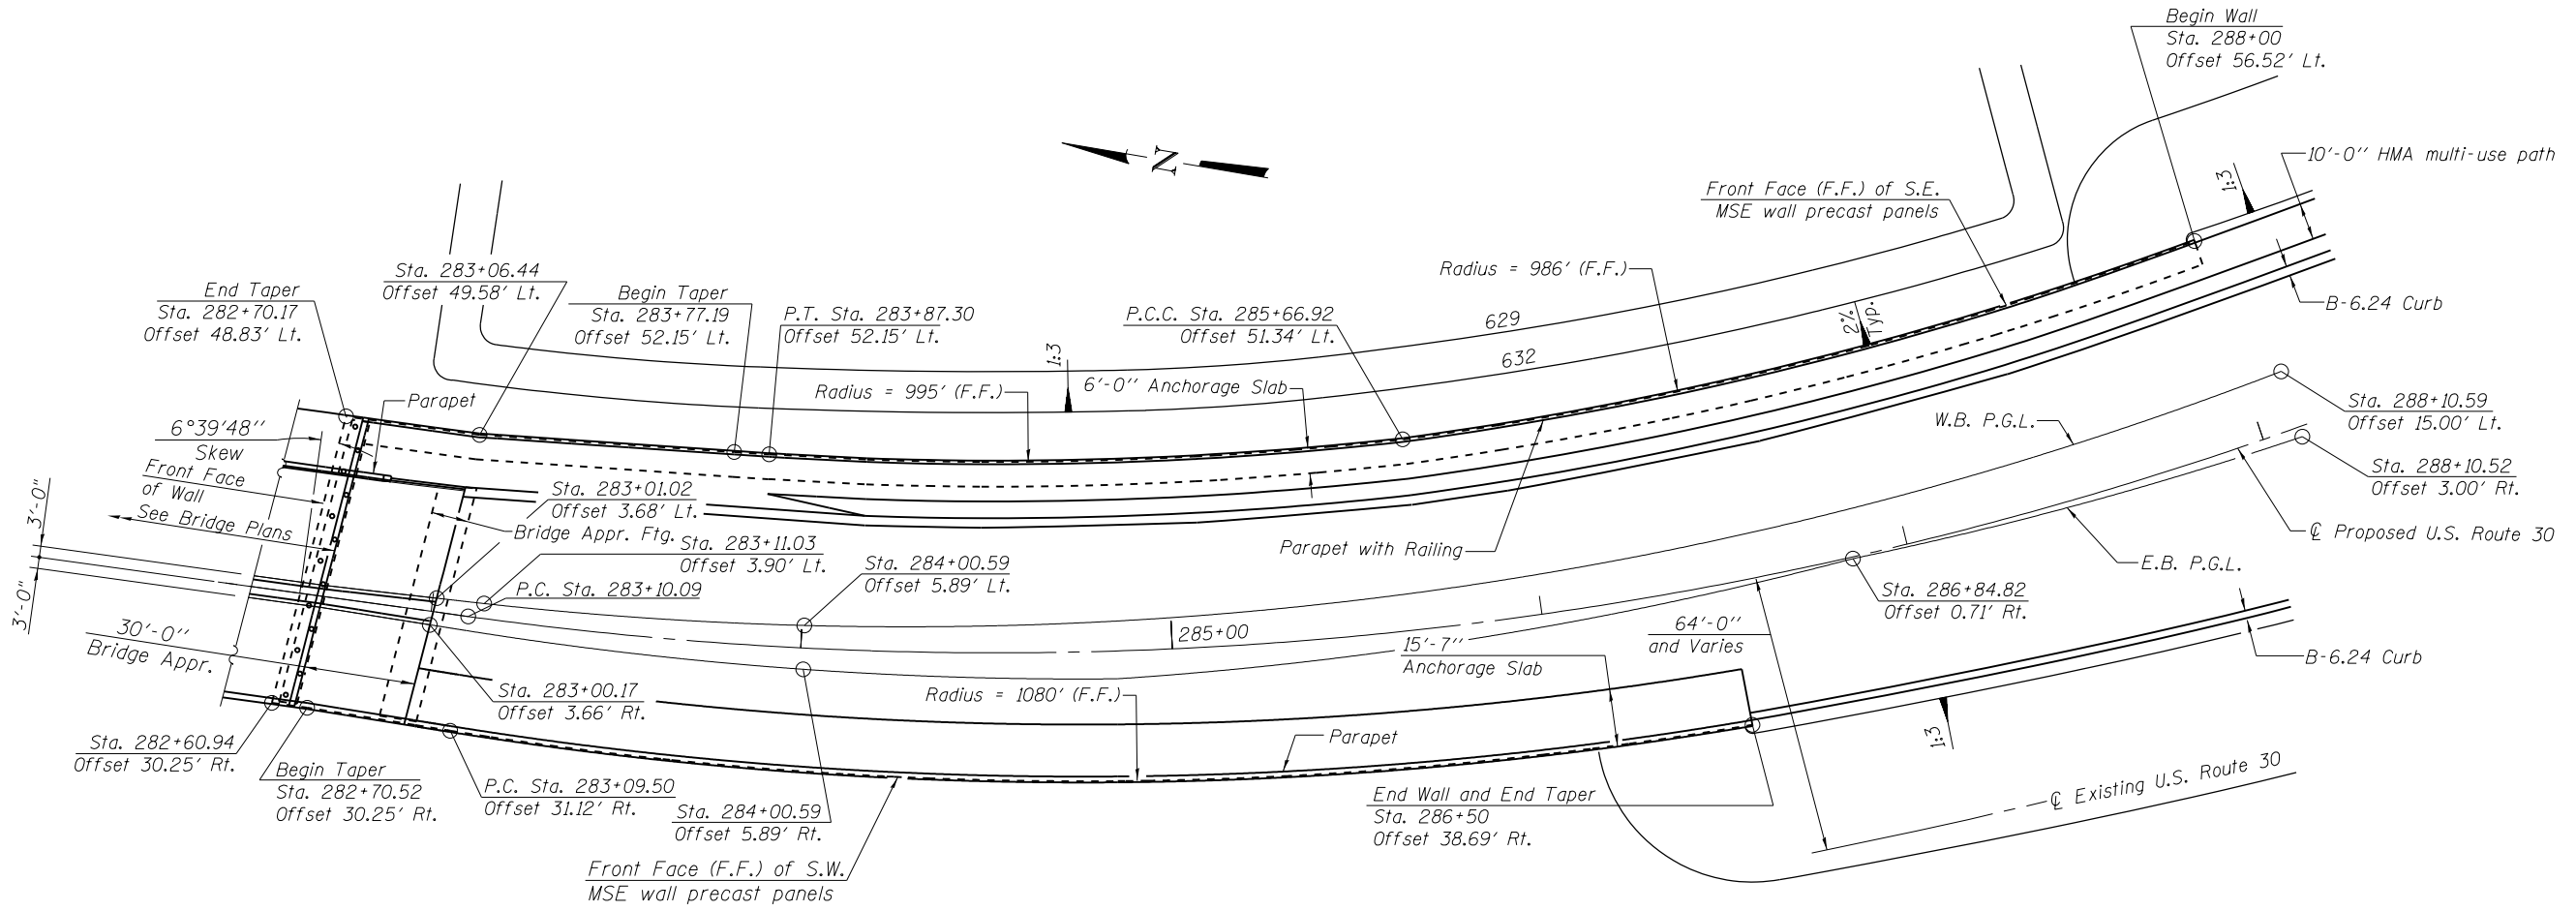 Begin Wall
Sta. 288+00
Offset 56.52' Lt.
10'-0'' HMA multi-use path
1:3
Front Face (F.F.) of S.E.
MSE wall precast panels
N
Radius = 986' (F.F.)
B-6.24 Curb
2%
Typ.
Sta. 283+06.44
Offset 49.58' Lt.
End Taper
Sta. 282+70.17
Offset 48.83' Lt.
Begin Taper
Sta. 283+77.19
Offset 52.15' Lt.
P.T. Sta. 283+87.30
Offset 52.15' Lt.
P.C.C. Sta. 285+66.92
Offset 51.34' Lt.
629
632
1:3
Radius = 995' (F.F.)
6'-0'' Anchorage Slab
Parapet
6°39'48''
Skew
Front Face
of Wall
See Bridge Plans
3'-0''
3'-0''
Sta. 288+10.59
Offset 15.00' Lt.
W.B. P.G.L.
Sta. 288+10.52
Offset 3.00' Rt.
℄ Proposed U.S. Route 30
E.B. P.G.L.
Sta. 283+01.02
Offset 3.68' Lt.
Bridge Appr. Ftg.
Sta. 283+11.03
Offset 3.90' Lt.
P.C. Sta. 283+10.09
Sta. 284+00.59
Offset 5.89' Lt.
Parapet with Railing
Sta. 286+84.82
Offset 0.71' Rt.
285+00
15'-7''
Anchorage Slab
64'-0''
and Varies
B-6.24 Curb
30'-0''
Bridge Appr.
Sta. 283+00.17
Offset 3.66' Rt.
Radius = 1080' (F.F.)
Parapet
1:3
Sta. 282+60.94
Offset 30.25' Rt.
Begin Taper
Sta. 282+70.52
Offset 30.25' Rt.
P.C. Sta. 283+09.50
Offset 31.12' Rt.
Sta. 284+00.59
Offset 5.89' Rt.
End Wall and End Taper
Sta. 286+50
Offset 38.69' Rt.
℄ Existing U.S. Route 30
Front Face (F.F.) of S.W.
MSE wall precast panels